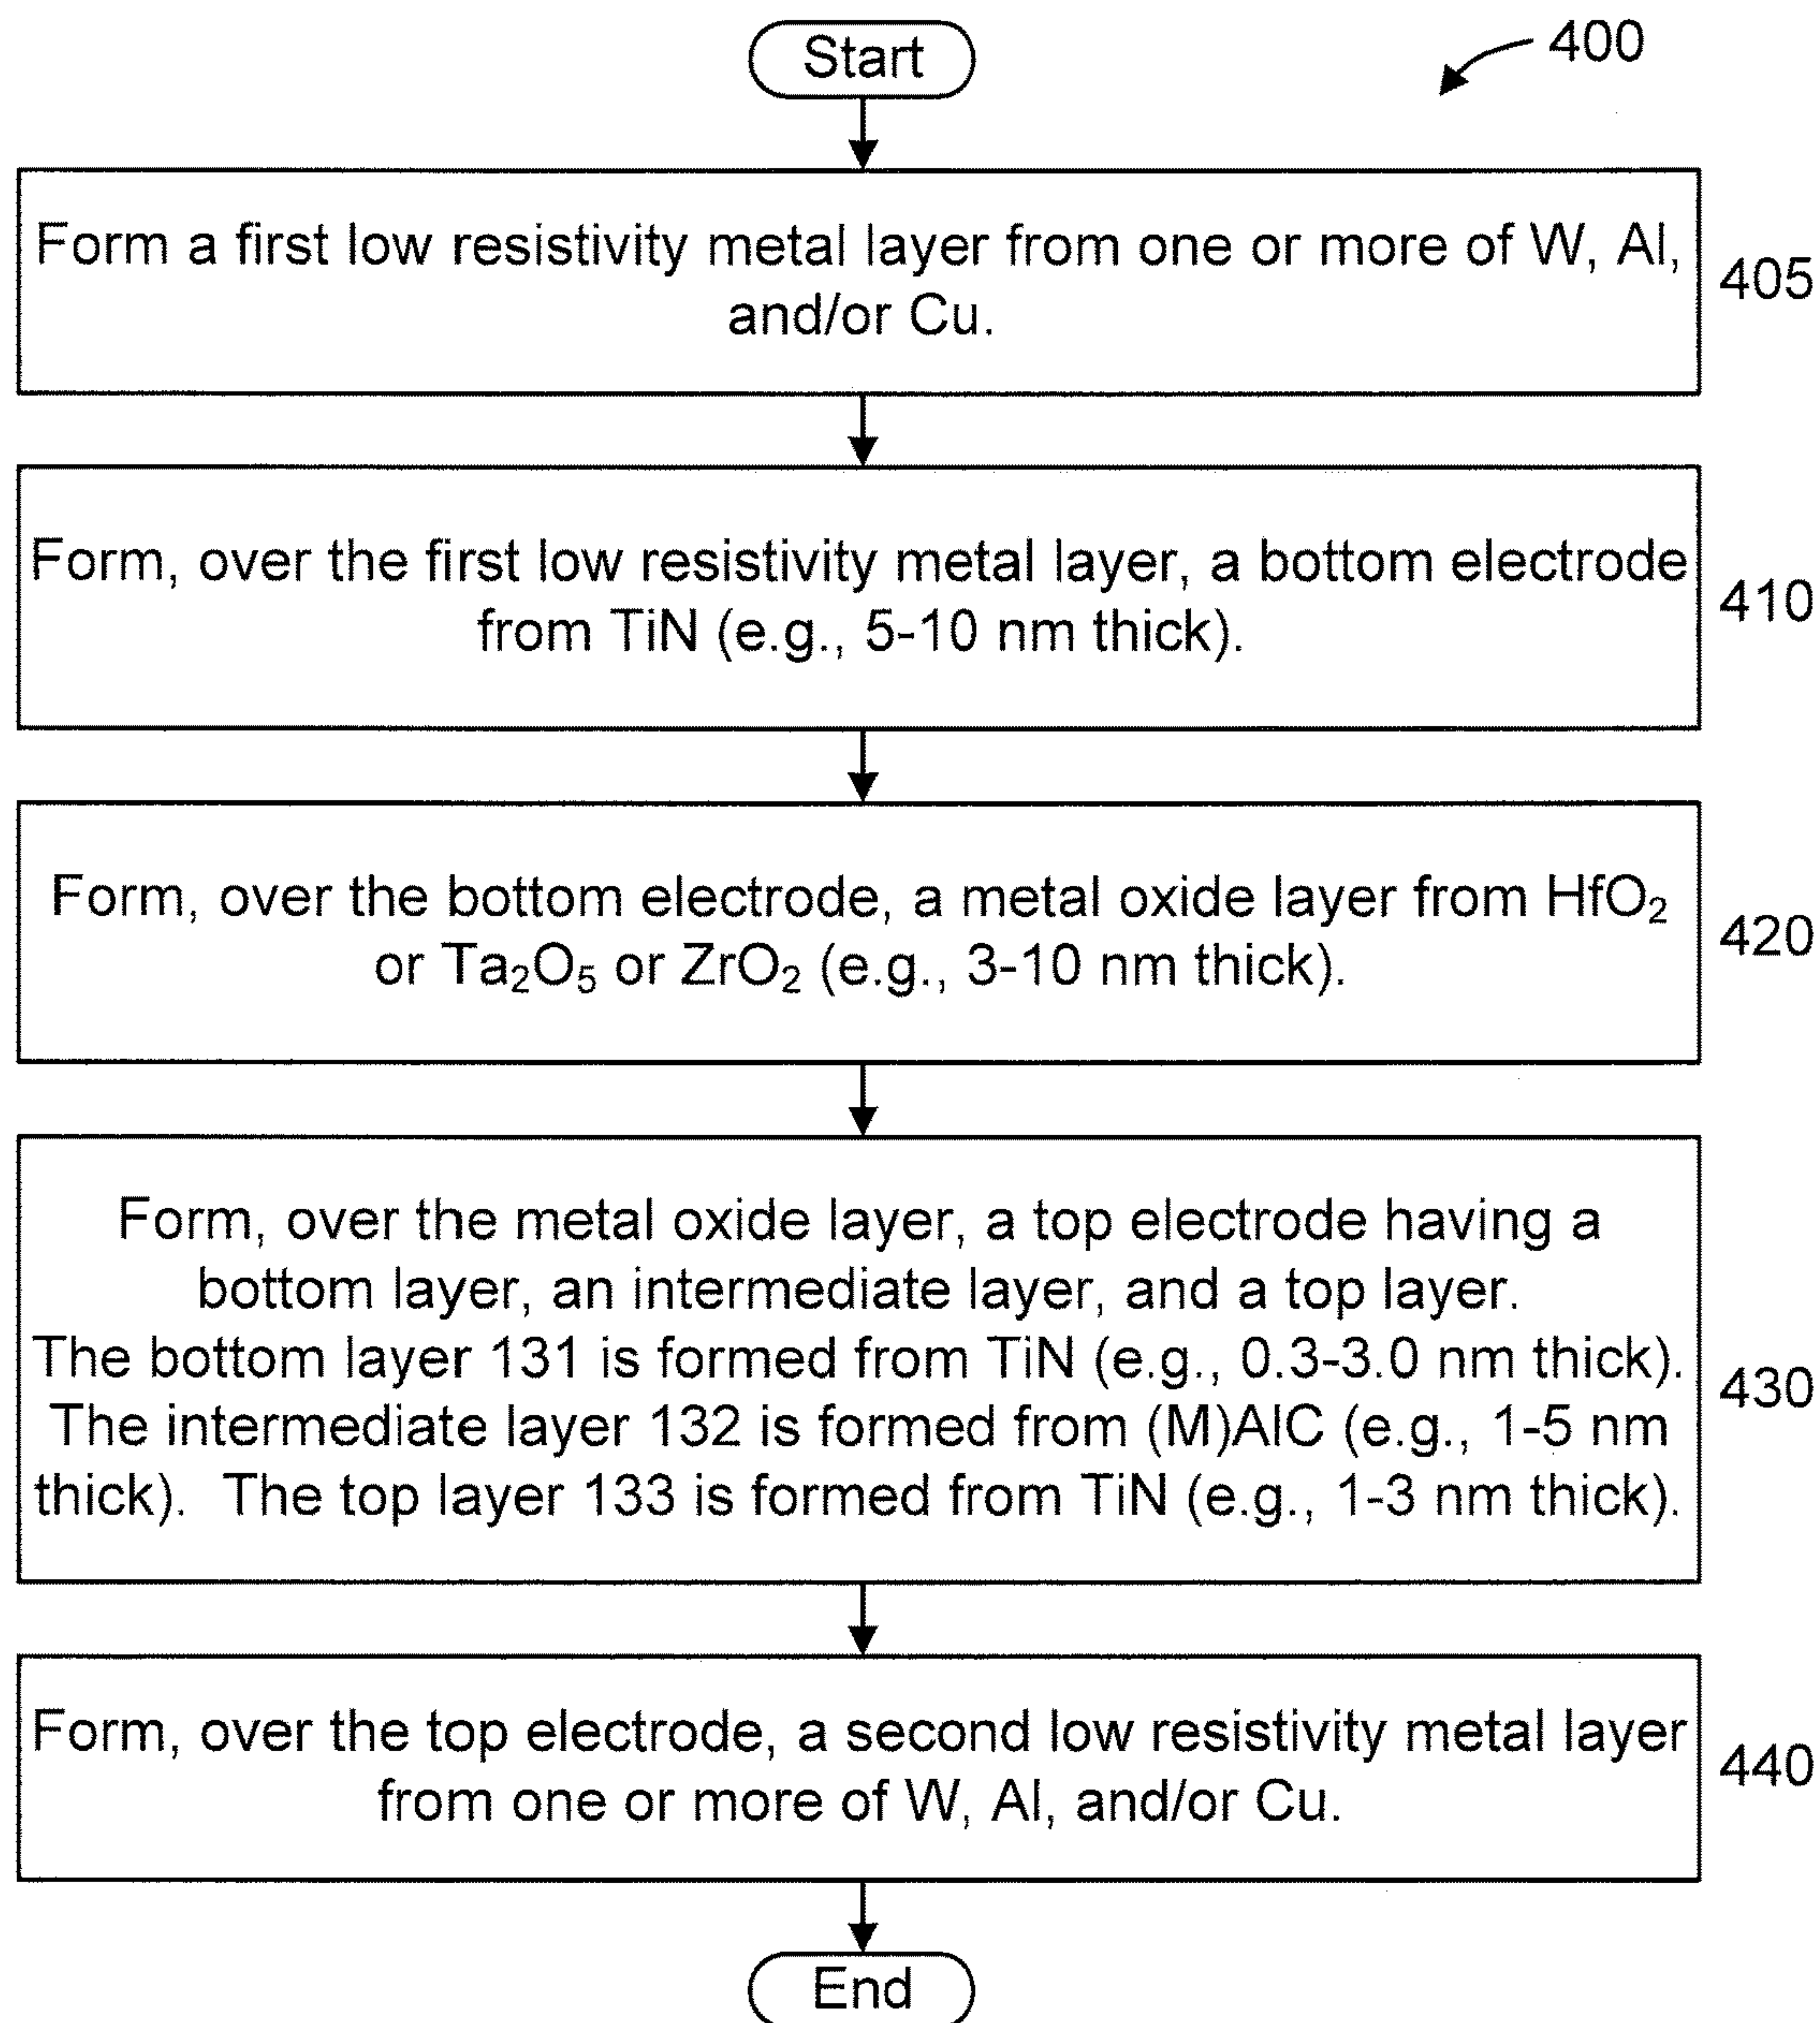 Start
400
Form a first low resistivity metal layer from one or more of W, Al,
and/or Cu.
405
Form, over the first low resistivity metal layer, a bottom electrode
from TiN (e.g., 5-10 nm thick).
410
Form, over the bottom electrode, a metal oxide layer from HfO₂
or Ta₂O₅ or ZrO₂ (e.g., 3-10 nm thick).
420
Form, over the metal oxide layer, a top electrode having a
bottom layer, an intermediate layer, and a top layer.
The bottom layer 131 is formed from TiN (e.g., 0.3-3.0 nm thick).
The intermediate layer 132 is formed from (M)AlC (e.g., 1-5 nm
thick). The top layer 133 is formed from TiN (e.g., 1-3 nm thick).
430
Form, over the top electrode, a second low resistivity metal layer
from one or more of W, Al, and/or Cu.
440
End